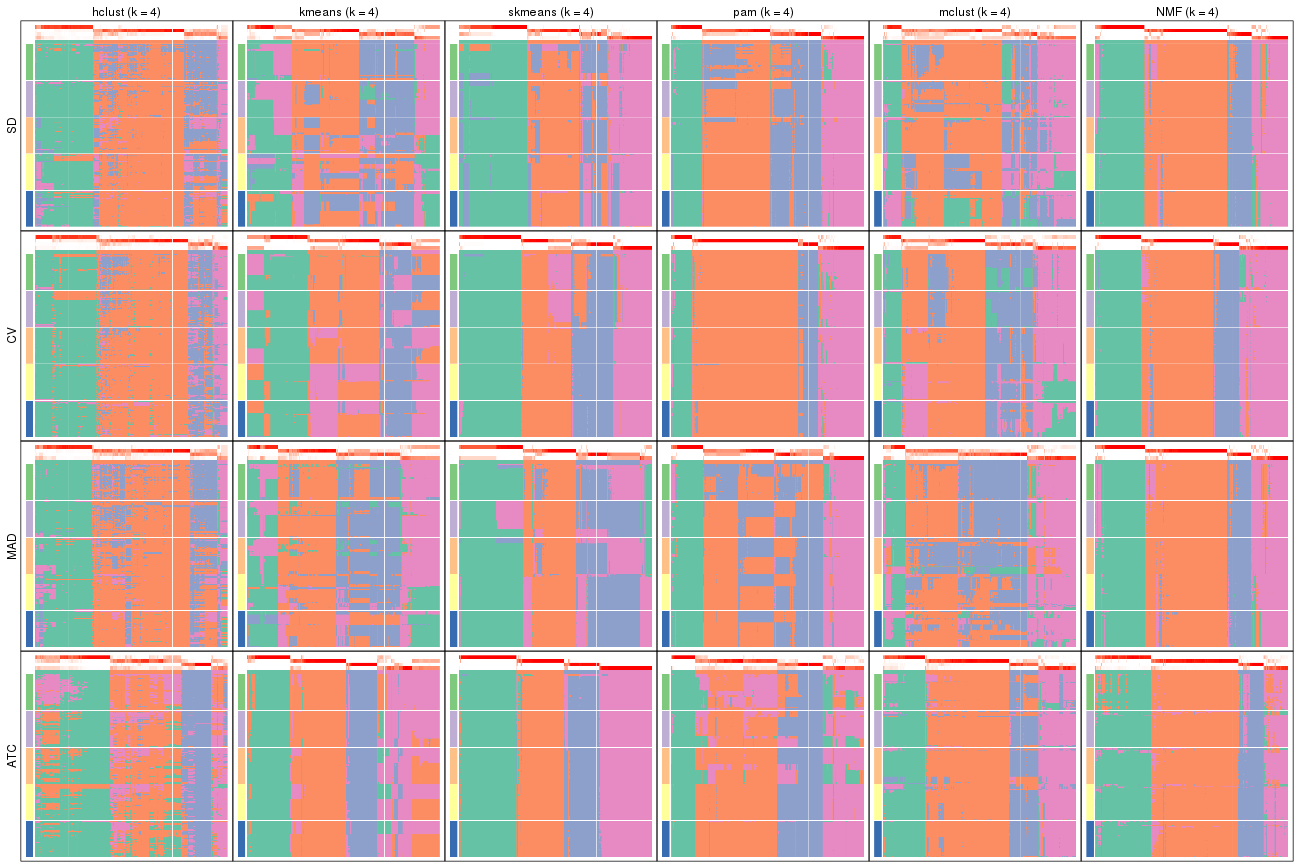 hclust (k = 4) kmeans (k = 4) skmeans (k = 4) pam (k = 4) mclust (k = 4) NMF (k = 4)
SD
CV
MAD
ATC